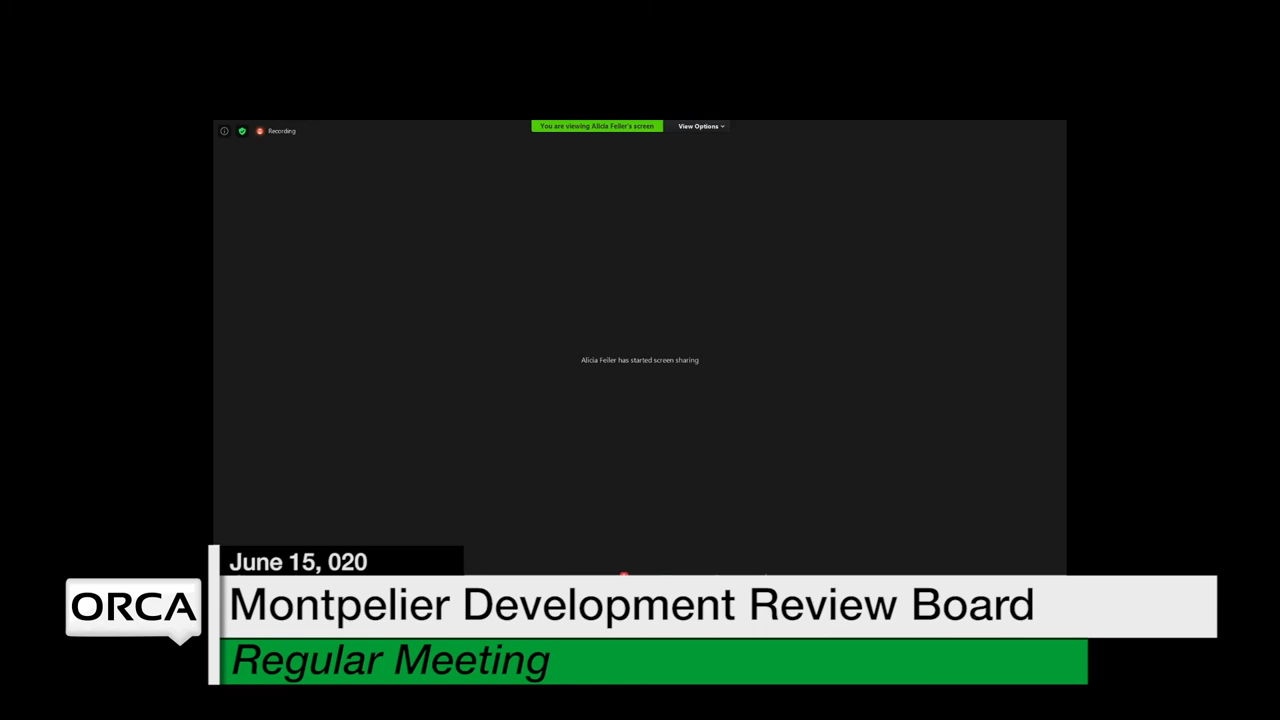 Recording
You are viewing Alicia Feiler's screen
View Options
Alicia Feiler has started screen sharing
June 15, 020
ORCA
Montpelier Development Review Board
Regular Meeting